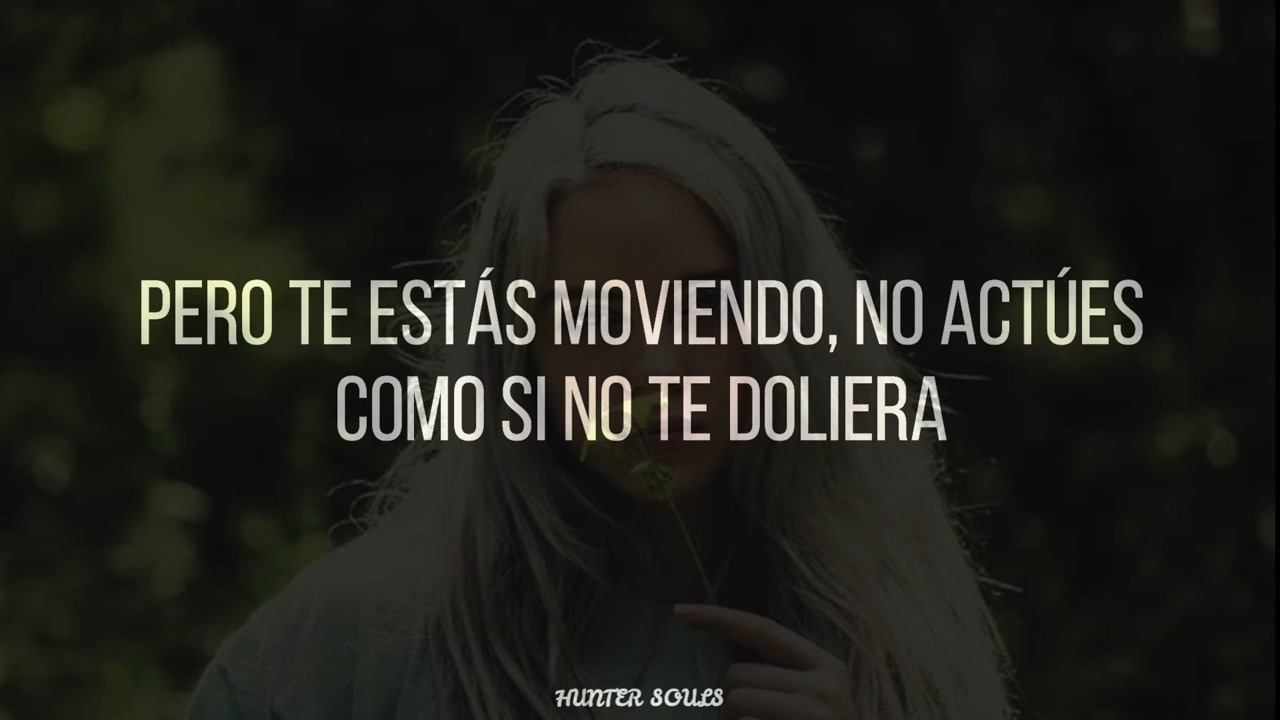 PERO TE ESTÁS MOVIENDO, NO ACTÚES
COMO SI NO TE DOLIERA
HUNTER SOULS